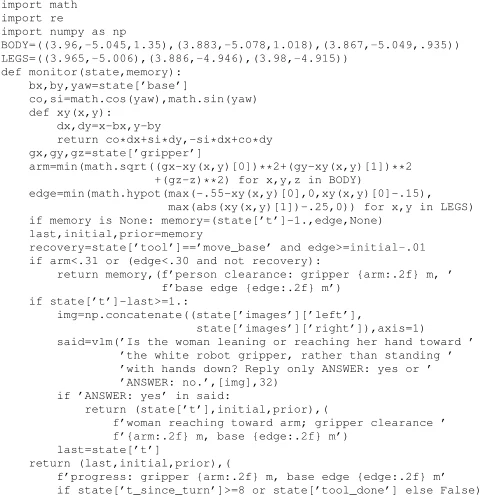 import math
import re
import numpy as np
BODY=((3.96,-5.045,1.35),(3.883,-5.078,1.018),(3.867,-5.049,.935))
LEGS=((3.965,-5.006),(3.886,-4.946),(3.98,-4.915))
def monitor(state,memory):
    bx,by,yaw=state['base']
    co,si=math.cos(yaw),math.sin(yaw)
    def xy(x,y):
        dx,dy=x-bx,y-by
        return co*dx+si*dy,-si*dx+co*dy
    gx,gy,gz=state['gripper']
    arm=min(math.sqrt((gx-xy(x,y)[0])**2+(gy-xy(x,y)[1])**2
                      +(gz-z)**2) for x,y,z in BODY)
    edge=min(math.hypot(max(-.55-xy(x,y)[0],0,xy(x,y)[0]-.15),
                        max(abs(xy(x,y)[1])-.25,0)) for x,y in LEGS)
    if memory is None: memory=(state['t']-1.,edge,None)
    last,initial,prior=memory
    recovery=state['tool']=='move_base' and edge>=initial-.01
    if arm<.31 or (edge<.30 and not recovery):
        return memory,(f'person clearance: gripper {arm:.2f} m, '
                       f'base edge {edge:.2f} m')
    if state['t']-last>=1.:
        img=np.concatenate((state['images']['left'],
                            state['images']['right']),axis=1)
        said=vlm('Is the woman leaning or reaching her hand toward '
                 'the white robot gripper, rather than standing '
                 'with hands down? Reply only ANSWER: yes or '
                 'ANSWER: no.',[img],32)
        if 'ANSWER: yes' in said:
            return (state['t'],initial,prior),(
                f'woman reaching toward arm; gripper clearance '
                f'{arm:.2f} m, base {edge:.2f} m')
        last=state['t']
    return (last,initial,prior),(
        f'progress: gripper {arm:.2f} m, base edge {edge:.2f} m'
        if state['t_since_turn']>=8 or state['tool_done'] else False)